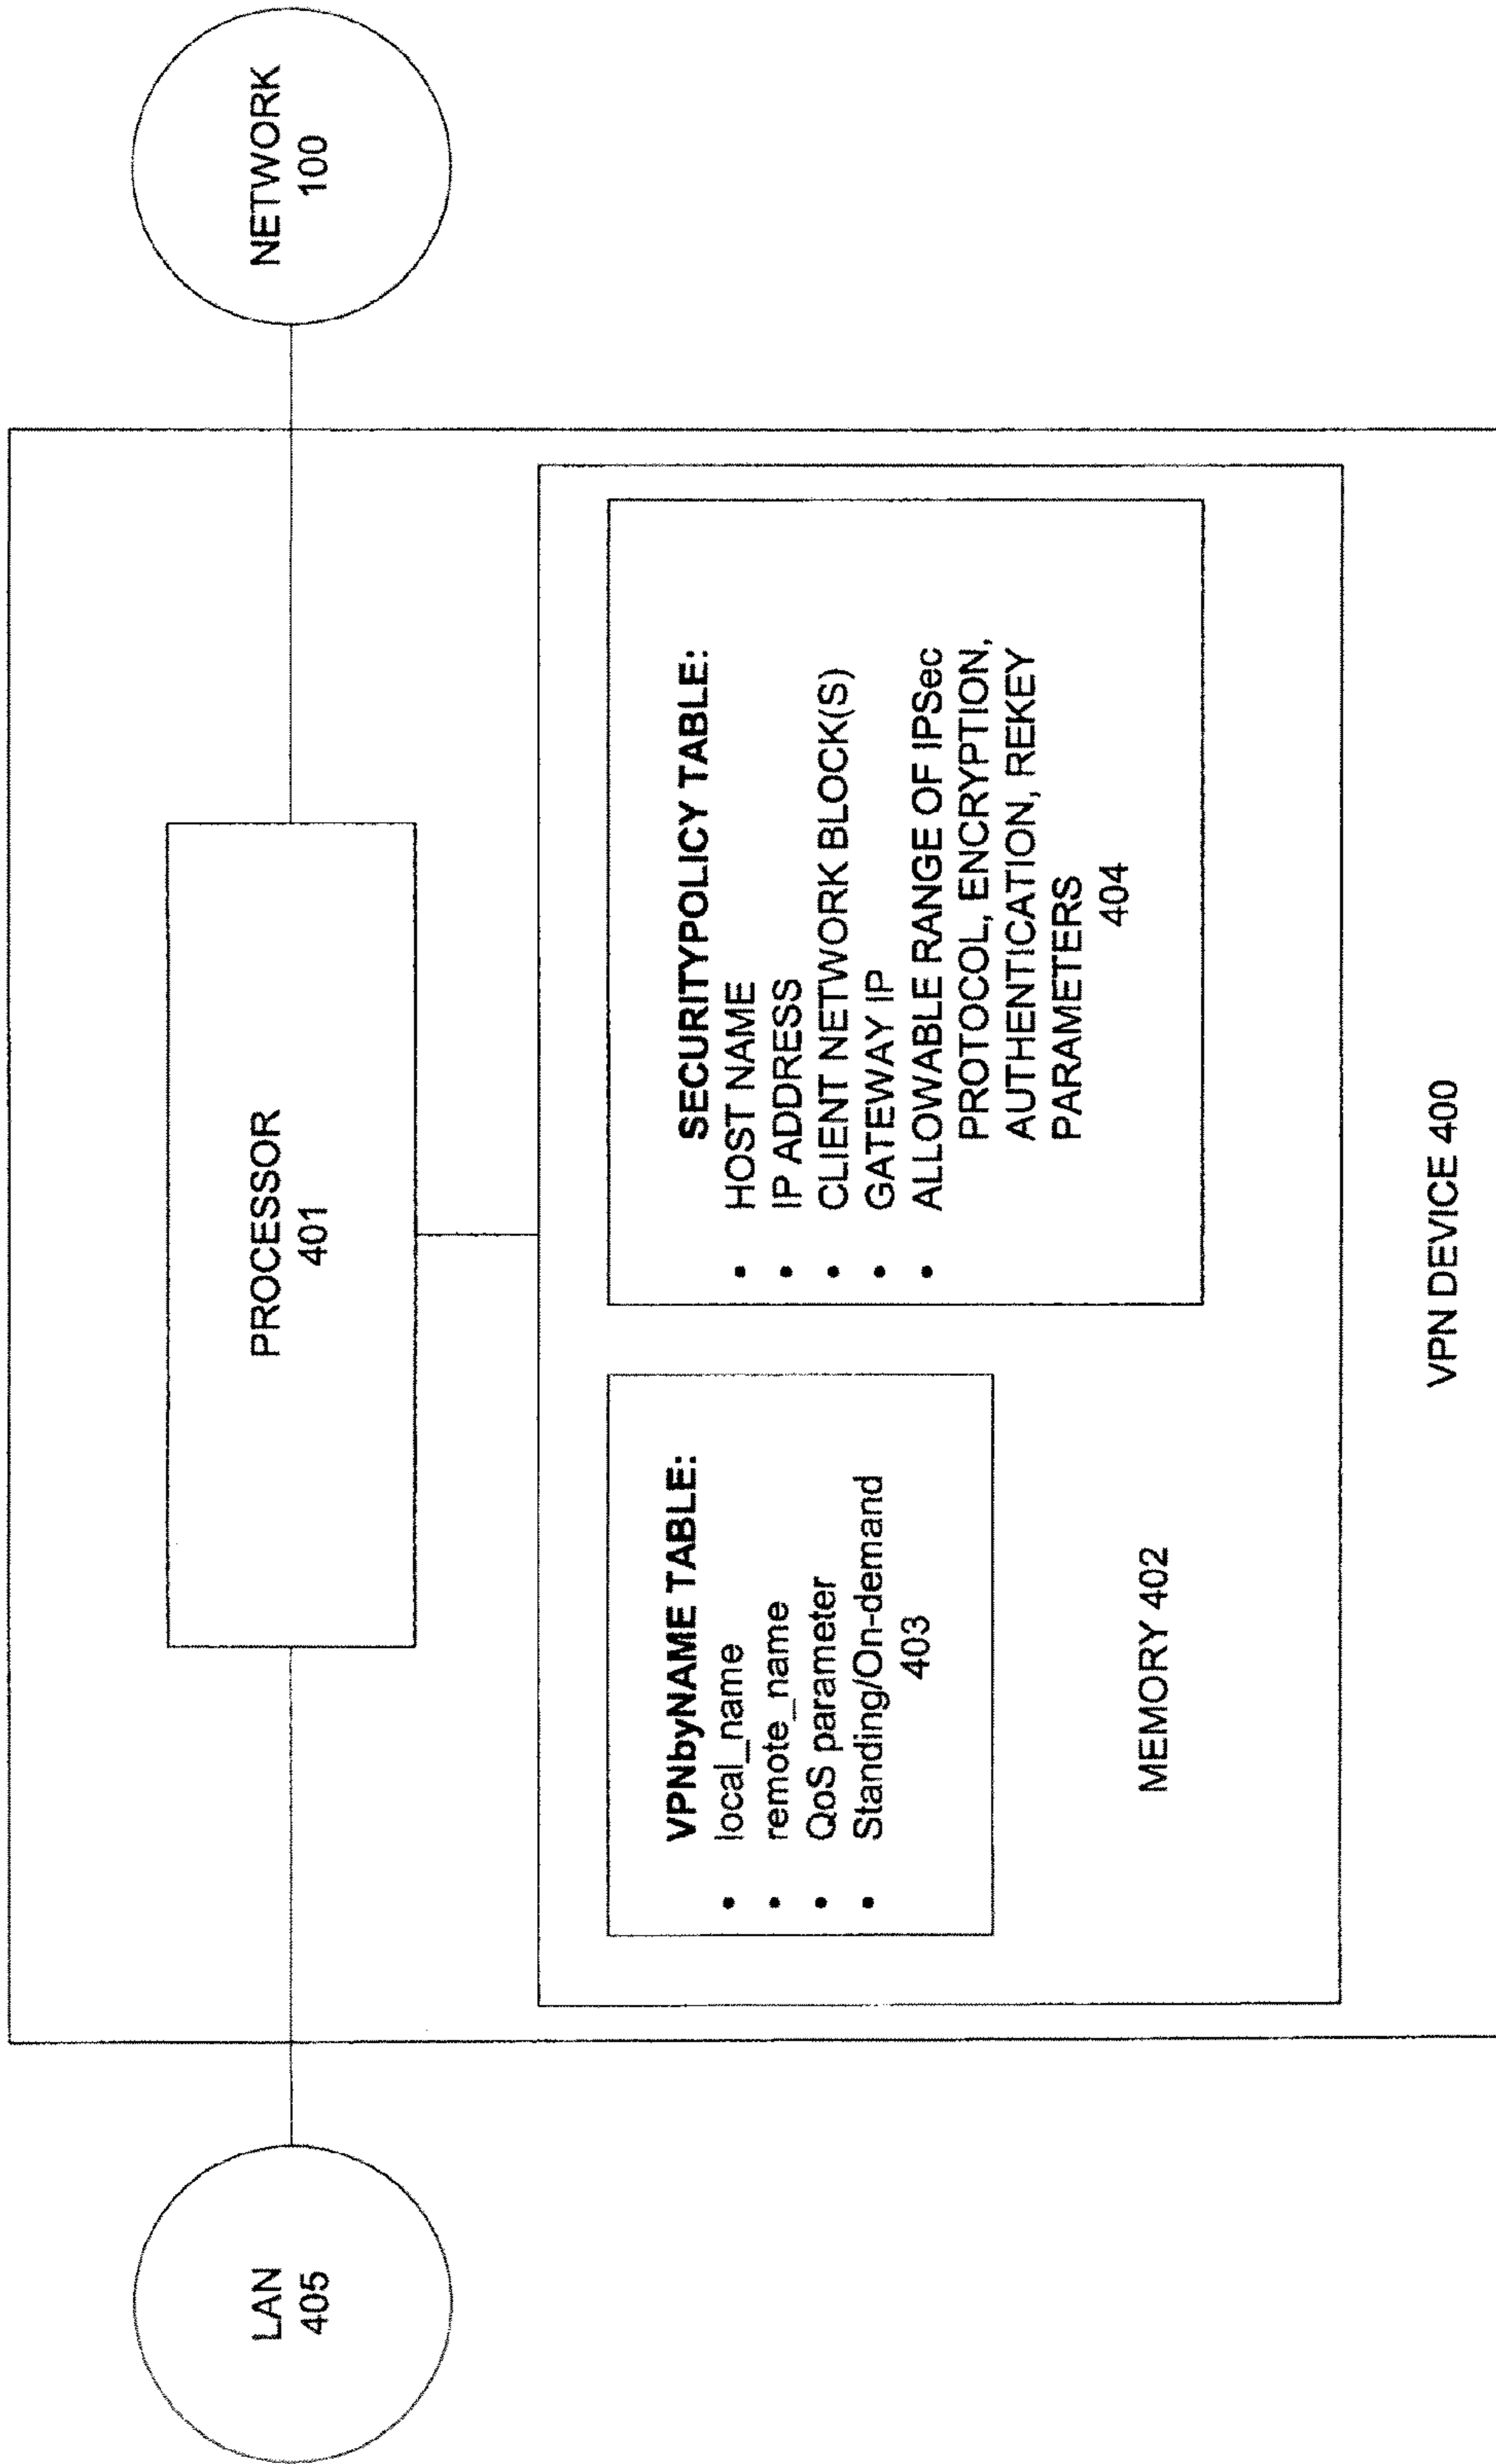 LAN
405
PROCESSOR
401
NETWORK
100
VPNbyNAME TABLE:
• local_name
• remote_name
• QoS parameter
• Standing/On-demand
403
SECURITYPOLICY TABLE:
• HOST NAME
• IP ADDRESS
• CLIENT NETWORK BLOCK(S)
• GATEWAY IP
• ALLOWABLE RANGE OF IPSec
PROTOCOL, ENCRYPTION,
AUTHENTICATION, REKEY
PARAMETERS
404
MEMORY 402
VPN DEVICE 400